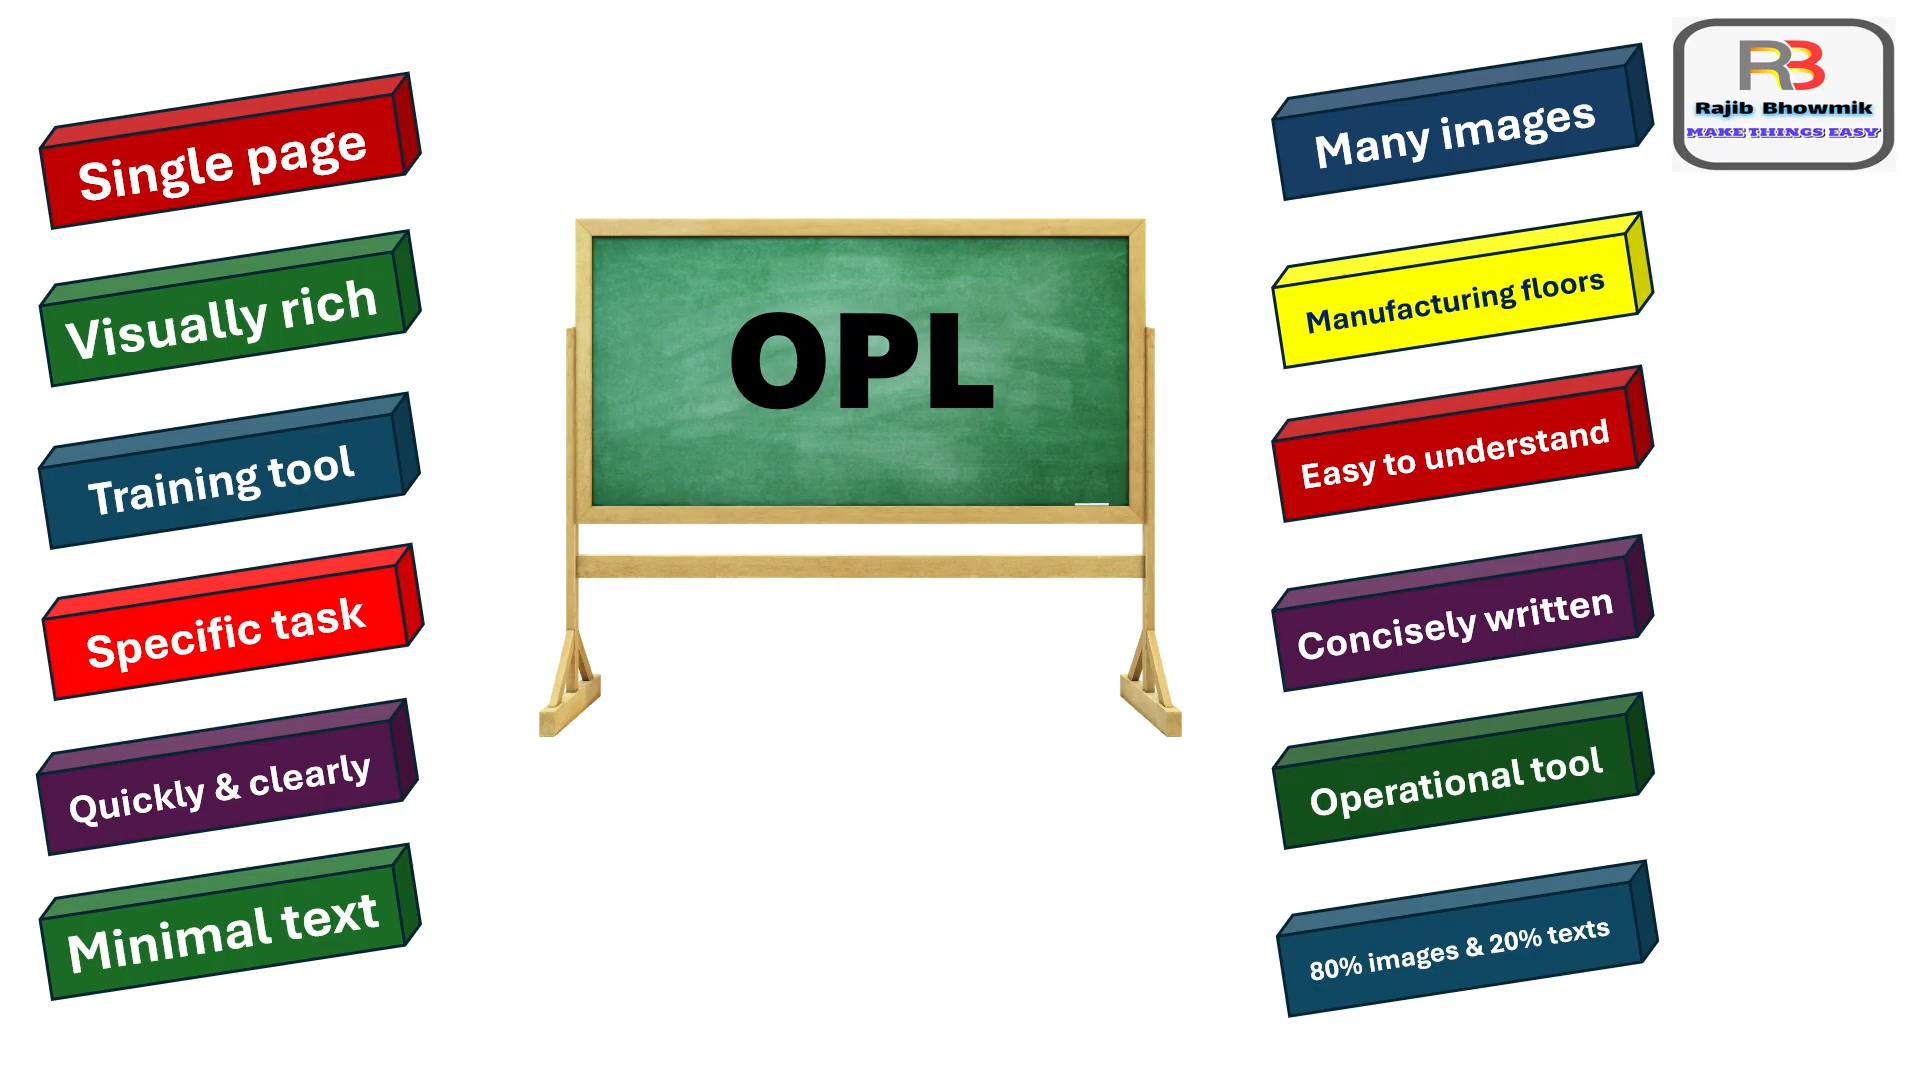 Single page
Visually rich
Training tool
Specific task
Quickly & clearly
Minimal text
OPL
Many images
Manufacturing floors
Easy to understand
Concisely written
Operational tool
80% images & 20% texts
RB
Rajib Bhowmik
MAKE THINGS EASY